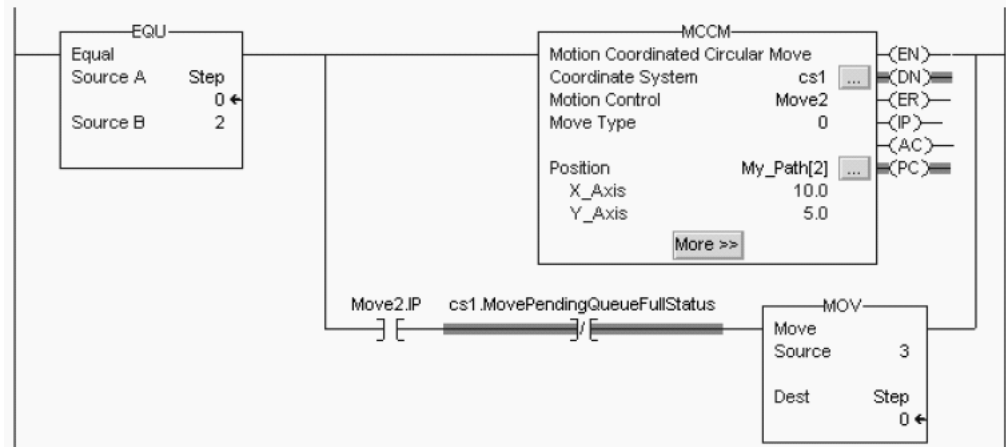 EQU
Equal
Source A Step
0
Source B 2
MCCM
Motion Coordinated Circular Move
Coordinate System cs1 ...
Motion Control Move2
Move Type 0
Position My_Path[2] ...
X_Axis 10.0
Y_Axis 5.0
More >>
(EN)
(DN)
(ER)
(IP)
(AC)
(PC)
Move2.IP cs1.MovePendingQueueFullStatus
MOV
Move
Source 3
Dest Step
0